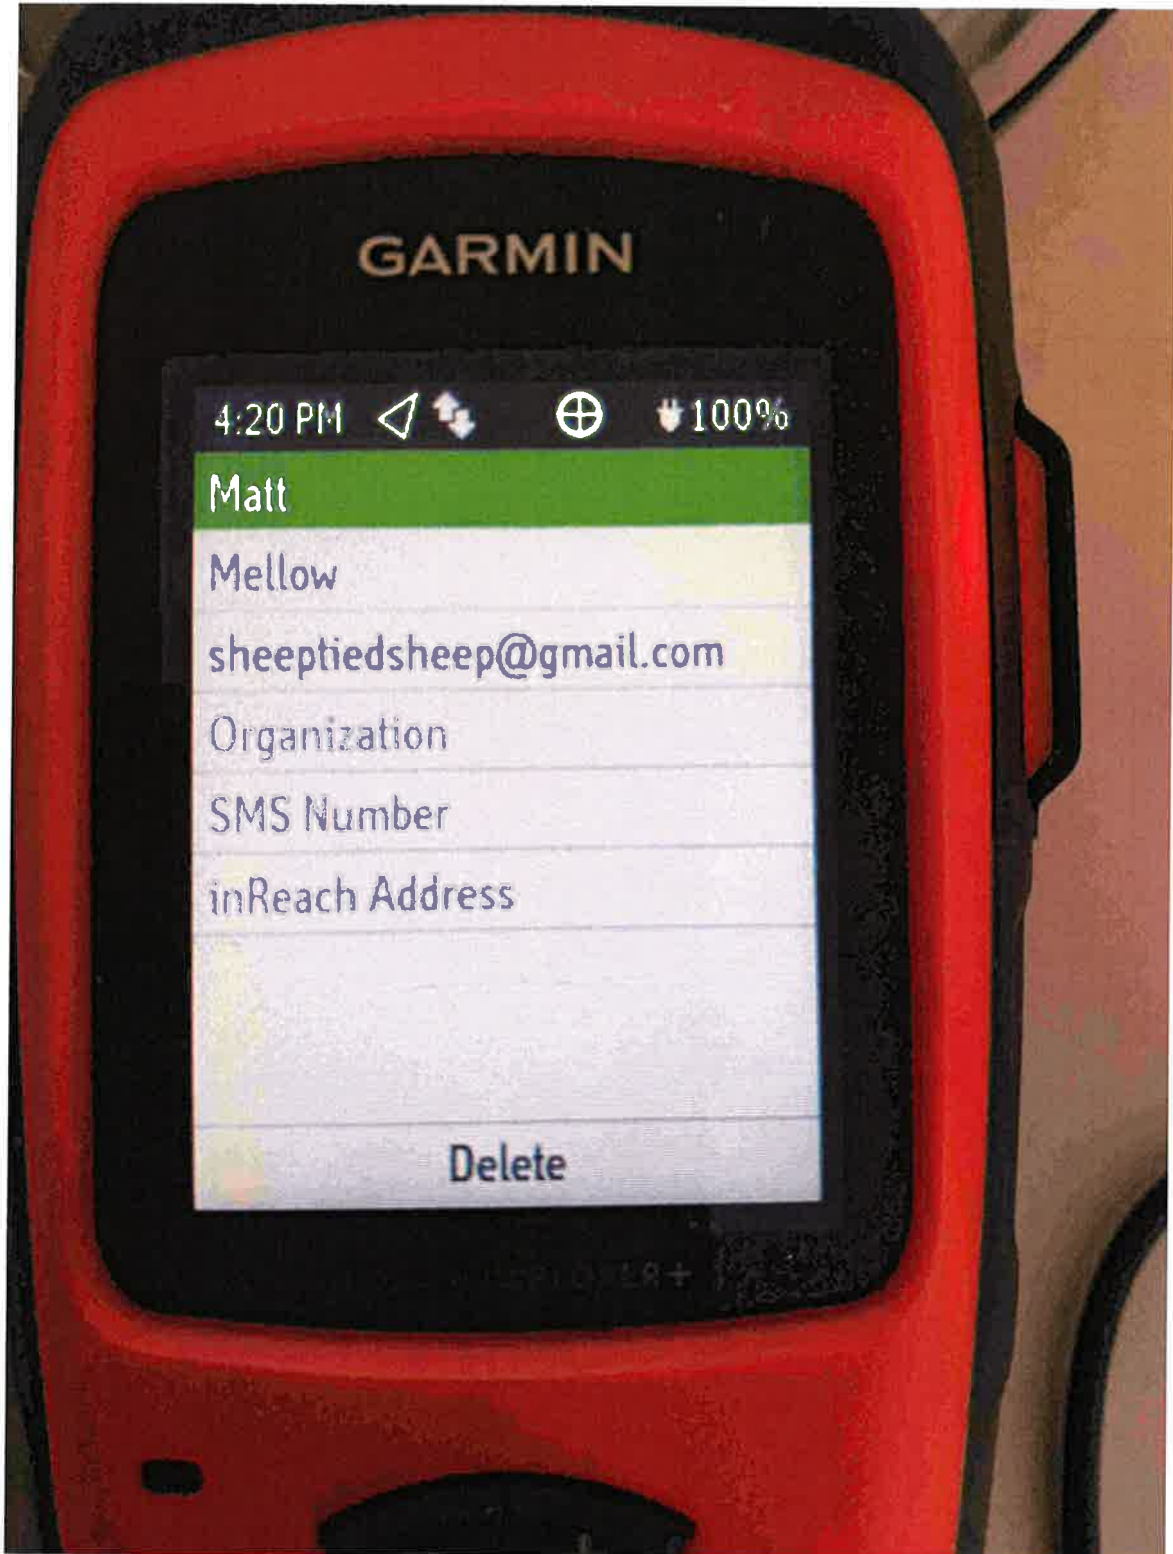 GARMIN
4:20 PM 100%
Matt
Mellow
sheeptiedsheep@gmail.com
Organization
SMS Number
inReach Address
Delete